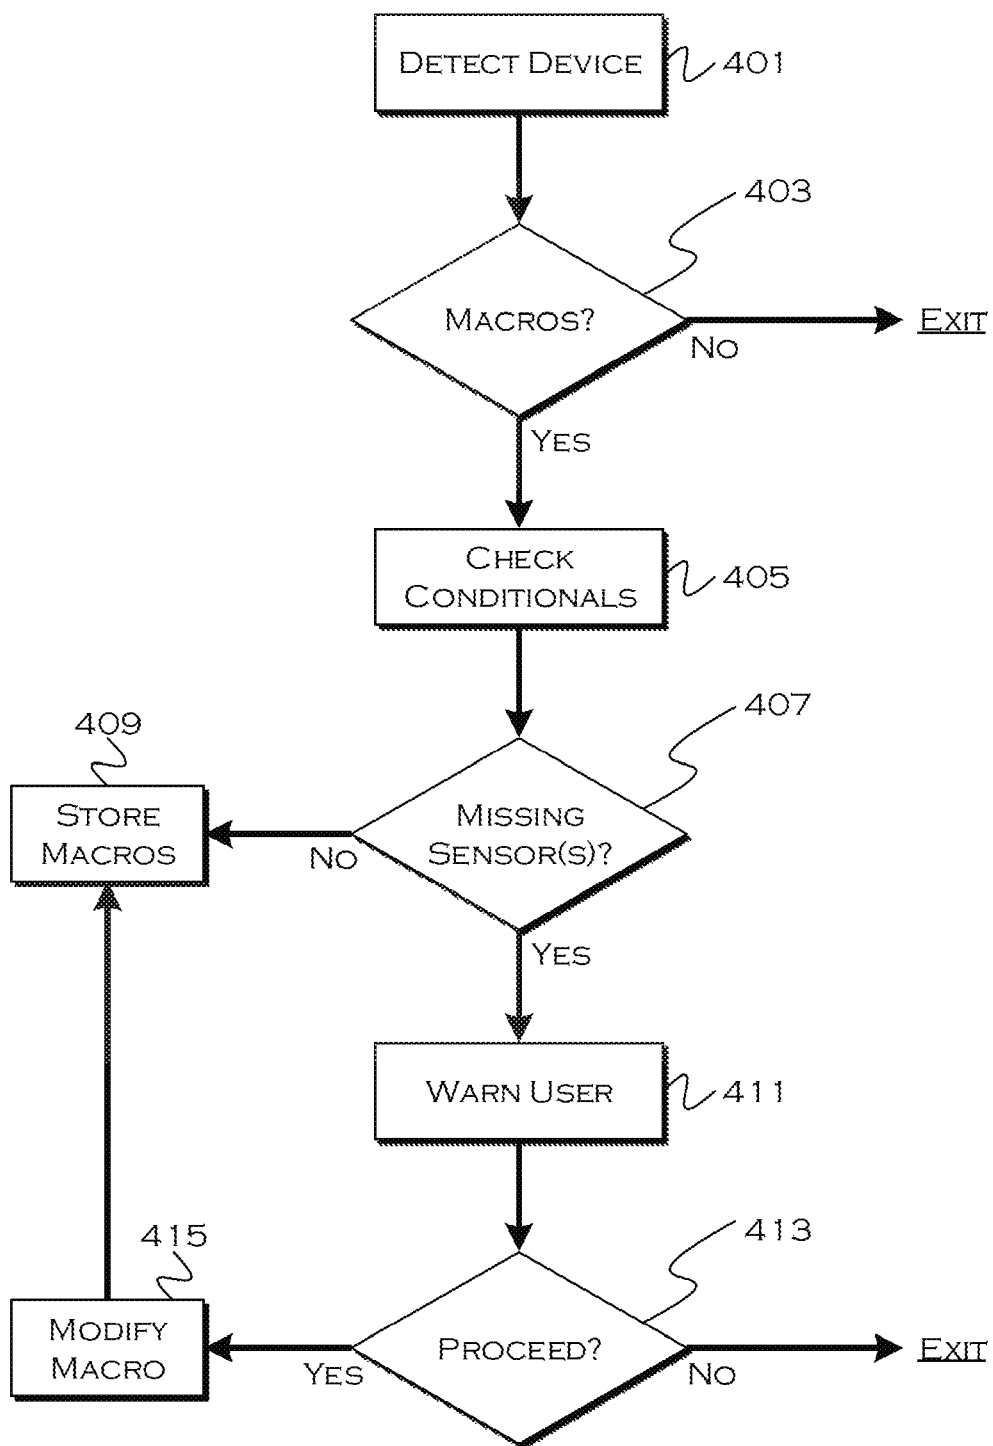 DETECT DEVICE
401
403
MACROS?
EXIT
NO
YES
CHECK
CONDITIONALS
405
407
409
STORE
MACROS
MISSING
SENSOR(S)?
NO
YES
WARN USER
411
413
415
MODIFY
MACRO
PROCEED?
EXIT
YES
NO